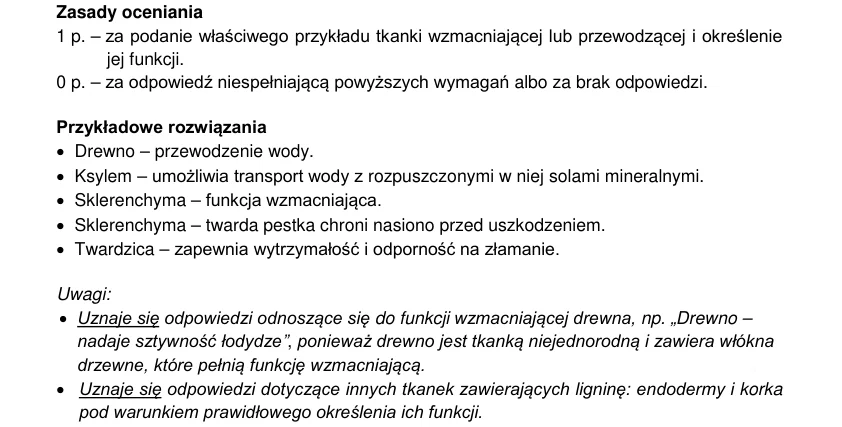 Zasady oceniania
1 p. – za podanie właściwego przykładu tkanki wzmacniającej lub przewodzącej i określenie
jej funkcji.
0 p. – za odpowiedź niespełniającą powyższych wymagań albo za brak odpowiedzi.
Przykładowe rozwiązania
• Drewno – przewodzenie wody.
• Ksylem – umożliwia transport wody z rozpuszczonymi w niej solami mineralnymi.
• Sklerenchyma – funkcja wzmacniająca.
• Sklerenchyma – twarda pestka chroni nasiono przed uszkodzeniem.
• Twardzica – zapewnia wytrzymałość i odporność na złamanie.
Uwagi:
• Uznaje się odpowiedzi odnoszące się do funkcji wzmacniającej drewna, np. „Drewno –
nadaje sztywność łodydze”, ponieważ drewno jest tkanką niejednorodną i zawiera włókna
drzewne, które pełnią funkcję wzmacniającą.
• Uznaje się odpowiedzi dotyczące innych tkanek zawierających ligninę: endodermy i korka
pod warunkiem prawidłowego określenia ich funkcji.